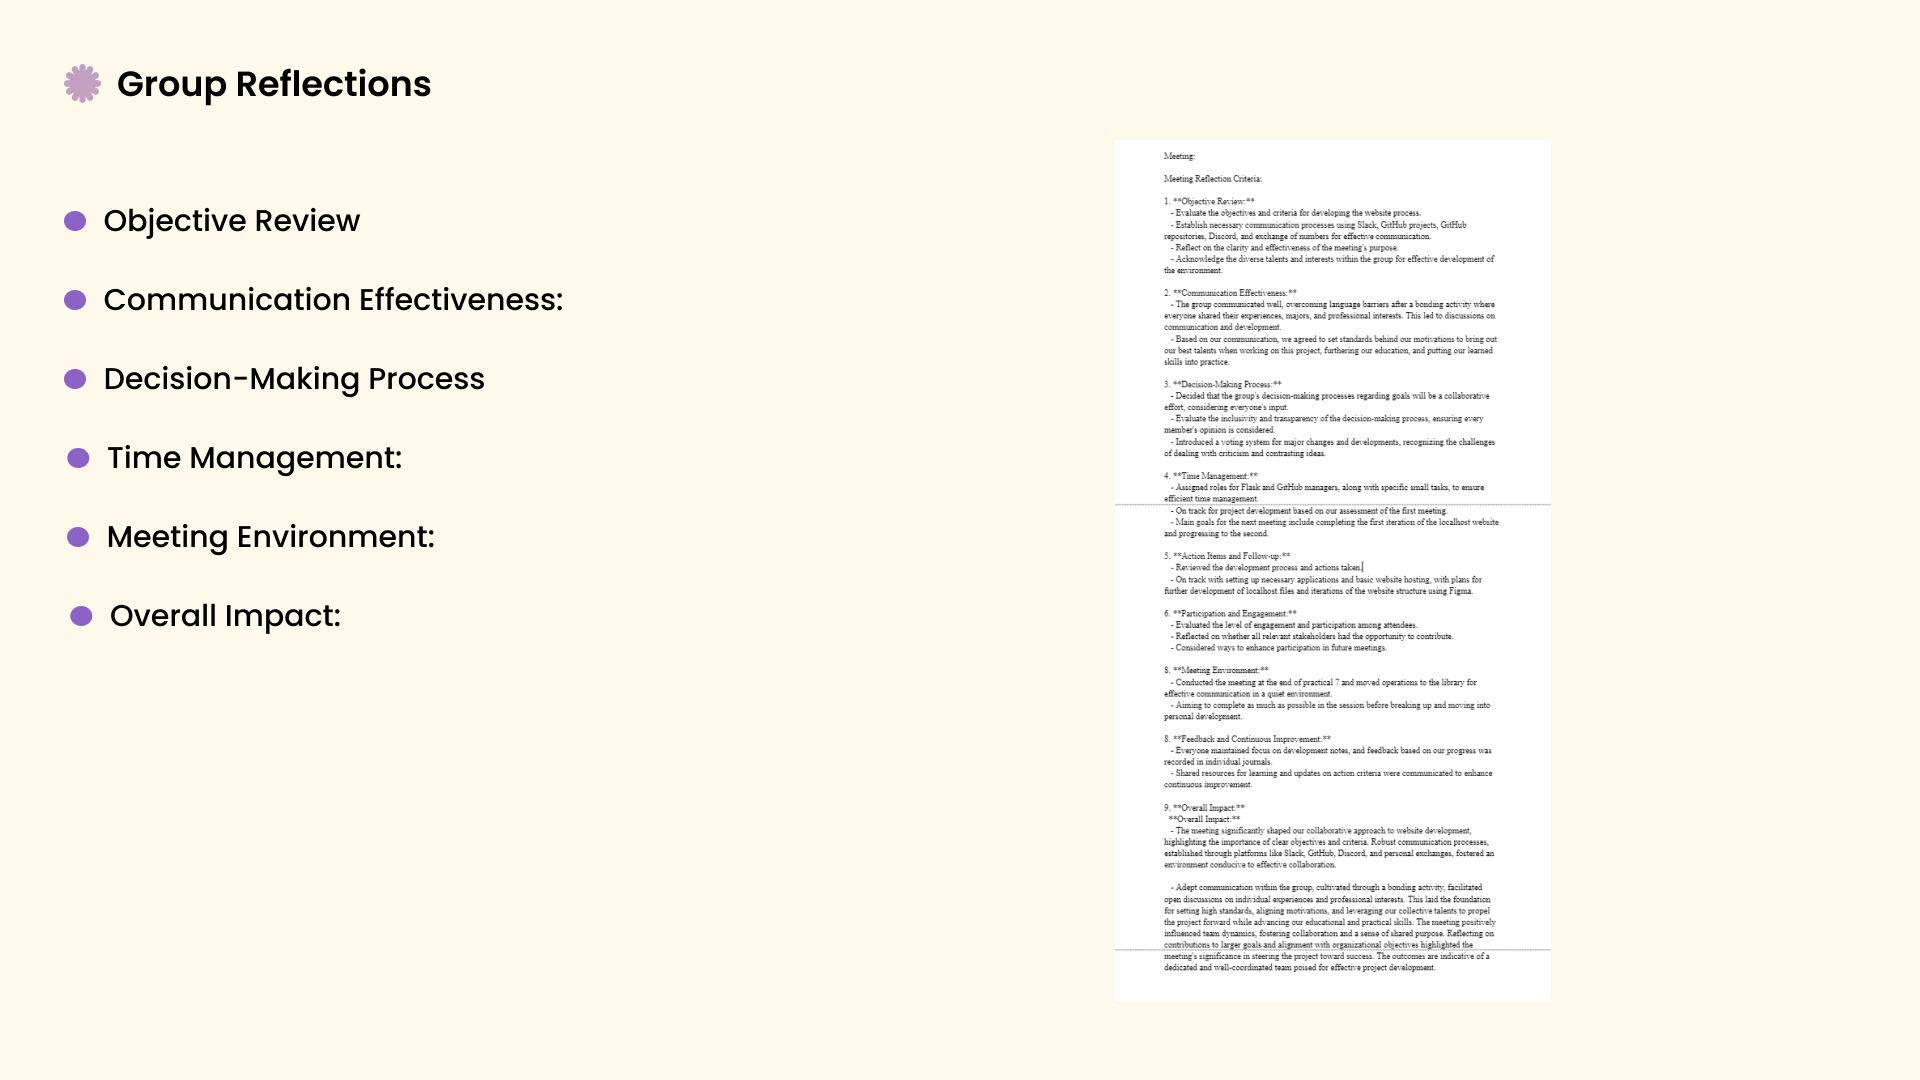 Group Reflections
Objective Review
Communication Effectiveness:
Decision-Making Process
Time Management:
Meeting Environment:
Overall Impact:
Meeting:
Meeting Reflection Criteria:
1. **Objective Review:**
- Evaluate the objectives and criteria for developing the website process.
- Establish necessary communication processes using Slack, GitHub projects, GitHub
repositories, Discord, and exchange of numbers for effective communication.
- Reflect on the clarity and effectiveness of the meeting's purpose.
- Acknowledge the diverse talents and interests within the group for effective development of
the environment.
2. **Communication Effectiveness:**
- The group communicated well, overcoming language barriers after a bonding activity where
everyone shared their experiences, majors, and professional interests. This led to discussions on
communication and development.
- Based on our communication, we agreed to set standards behind our motivations to bring out
our best talents when working on this project, furthering our education, and putting our learned
skills into practice.
3. **Decision-Making Process:**
- Decided that the group's decision-making processes regarding goals will be a collaborative
effort, considering everyone's input.
- Evaluate the inclusivity and transparency of the decision-making process, ensuring every
member's opinion is considered.
- Introduced a voting system for major changes and developments, recognizing the challenges
of dealing with criticism and contrasting ideas.
4. **Time Management:**
- Assigned roles for Flask and GitHub managers, along with specific small tasks, to ensure
efficient time management.
- On track for project development based on our assessment of the first meeting.
- Main goals for the next meeting include completing the first iteration of the localhost website
and progressing to the second.
5. **Action Items and Follow-up:**
- Reviewed the development process and actions taken.
- On track with setting up necessary applications and basic website hosting, with plans for
further development of localhost files and iterations of the website structure using Figma.
6. **Participation and Engagement:**
- Evaluated the level of engagement and participation among attendees.
- Reflected on whether all relevant stakeholders had the opportunity to contribute.
- Considered ways to enhance participation in future meetings.
8. **Meeting Environment:**
- Conducted the meeting at the end of practical 7 and moved operations to the library for
effective communication in a quiet environment.
- Aiming to complete as much as possible in the session before breaking up and moving into
personal development.
8. **Feedback and Continuous Improvement:**
- Everyone maintained focus on development notes, and feedback based on our progress was
recorded in individual journals.
- Shared resources for learning and updates on action criteria were communicated to enhance
continuous improvement.
9. **Overall Impact:**
**Overall Impact:**
- The meeting significantly shaped our collaborative approach to website development,
highlighting the importance of clear objectives and criteria. Robust communication processes,
established through platforms like Slack, GitHub, Discord, and personal exchanges, fostered an
environment conducive to effective collaboration.
- Adept communication within the group, cultivated through a bonding activity, facilitated
open discussions on individual experiences and professional interests. This laid the foundation
for setting high standards, aligning motivations, and leveraging our collective talents to propel
the project forward while advancing our educational and practical skills. The meeting positively
influenced team dynamics, fostering collaboration and a sense of shared purpose. Reflecting on
contributions to larger goals and alignment with organizational objectives highlighted the
meeting's significance in steering the project toward success. The outcomes are indicative of a
dedicated and well-coordinated team poised for effective project development.